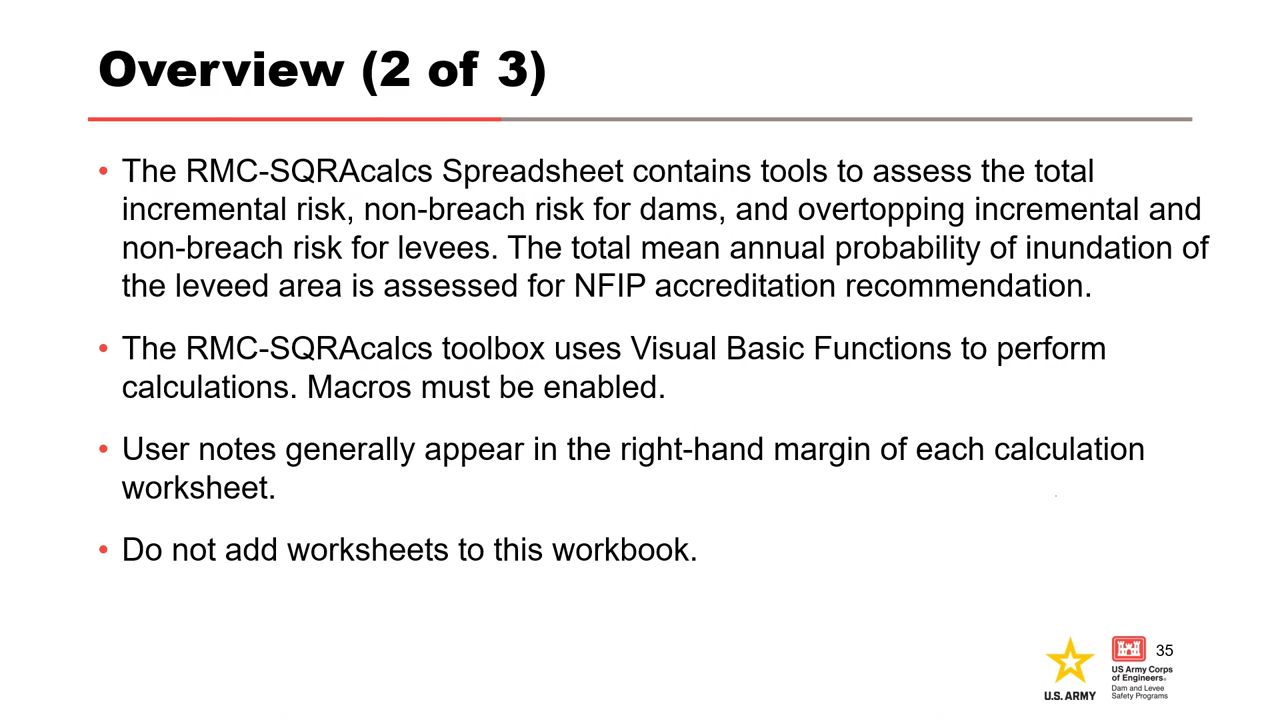 Overview (2 of 3)
• The RMC-SQRAcalcs Spreadsheet contains tools to assess the total
incremental risk, non-breach risk for dams, and overtopping incremental and
non-breach risk for levees. The total mean annual probability of inundation of
the leveed area is assessed for NFIP accreditation recommendation.
• The RMC-SQRAcalcs toolbox uses Visual Basic Functions to perform
calculations. Macros must be enabled.
• User notes generally appear in the right-hand margin of each calculation
worksheet.
• Do not add worksheets to this workbook.
35
U.S. ARMY
US Army Corps
of Engineers®
Dam and Levee
Safety Programs